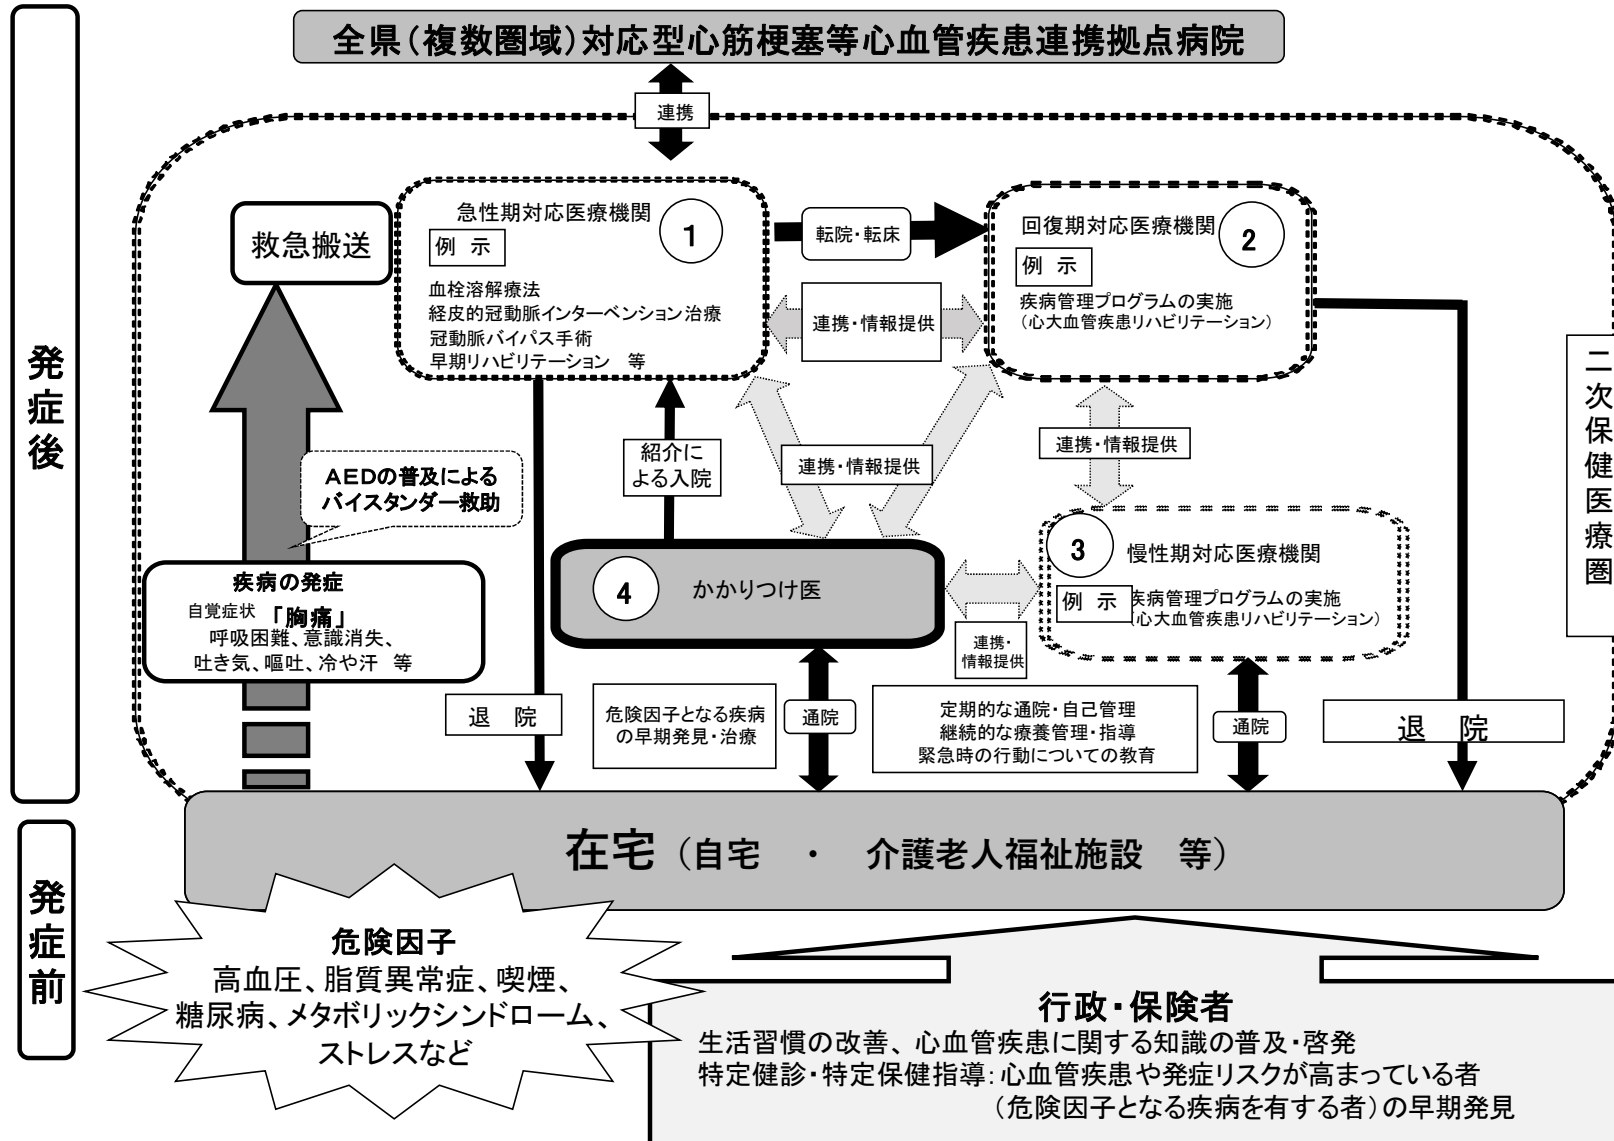 全県（複数圏域）対応型心筋梗塞等心血管疾患連携拠点病院
連携
発症後
救急搬送
急性期対応医療機関
1
例 示
血栓溶解療法
経皮的冠動脈インターベンション治療
冠動脈バイパス手術
早期リハビリテーション 等
転院・転床
回復期対応医療機関
2
例 示
疾病管理プログラムの実施
（心大血管疾患リハビリテーション）
連携・情報提供
二次保健医療圏
紹介に
よる入院
連携・情報提供
連携・情報提供
AEDの普及による
バイスタンダー救助
疾病の発症
自覚症状 「胸痛」
呼吸困難、意識消失、
吐き気、嘔吐、冷や汗 等
4
かかりつけ医
3
慢性期対応医療機関
例 示
疾病管理プログラムの実施
（心大血管疾患リハビリテーション）
連携・
情報提供
退 院
危険因子となる疾病
の早期発見・治療
通院
定期的な通院・自己管理
継続的な療養管理・指導
緊急時の行動についての教育
通院
退 院
在宅（自宅 ・ 介護老人福祉施設 等）
発症前
危険因子
高血圧、脂質異常症、喫煙、
糖尿病、メタボリックシンドローム、
ストレスなど
行政・保険者
生活習慣の改善、心血管疾患に関する知識の普及・啓発
特定健診・特定保健指導：心血管疾患や発症リスクが高まっている者
（危険因子となる疾病を有する者）の早期発見